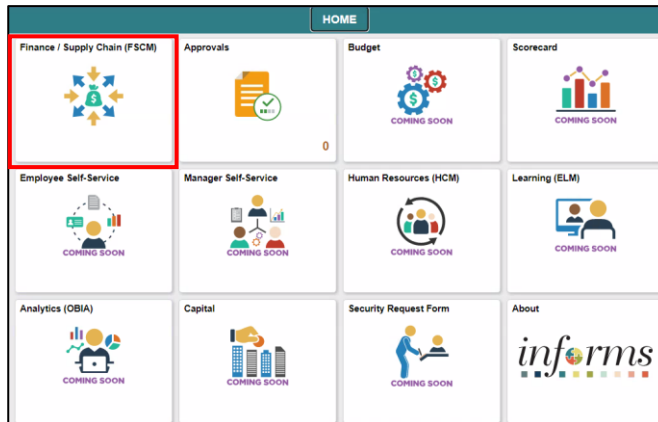 HOME
Finance / Supply Chain (FSCM)
Approvals
Budget
Scorecard
0
COMING SOON
COMING SOON
Employee Self-Service
Manager Self-Service
Human Resources (HCM)
Learning (ELM)
COMING SOON
COMING SOON
COMING SOON
COMING SOON
Analytics (OBIA)
Capital
Security Request Form
About
informs
COMING SOON
COMING SOON
COMING SOON